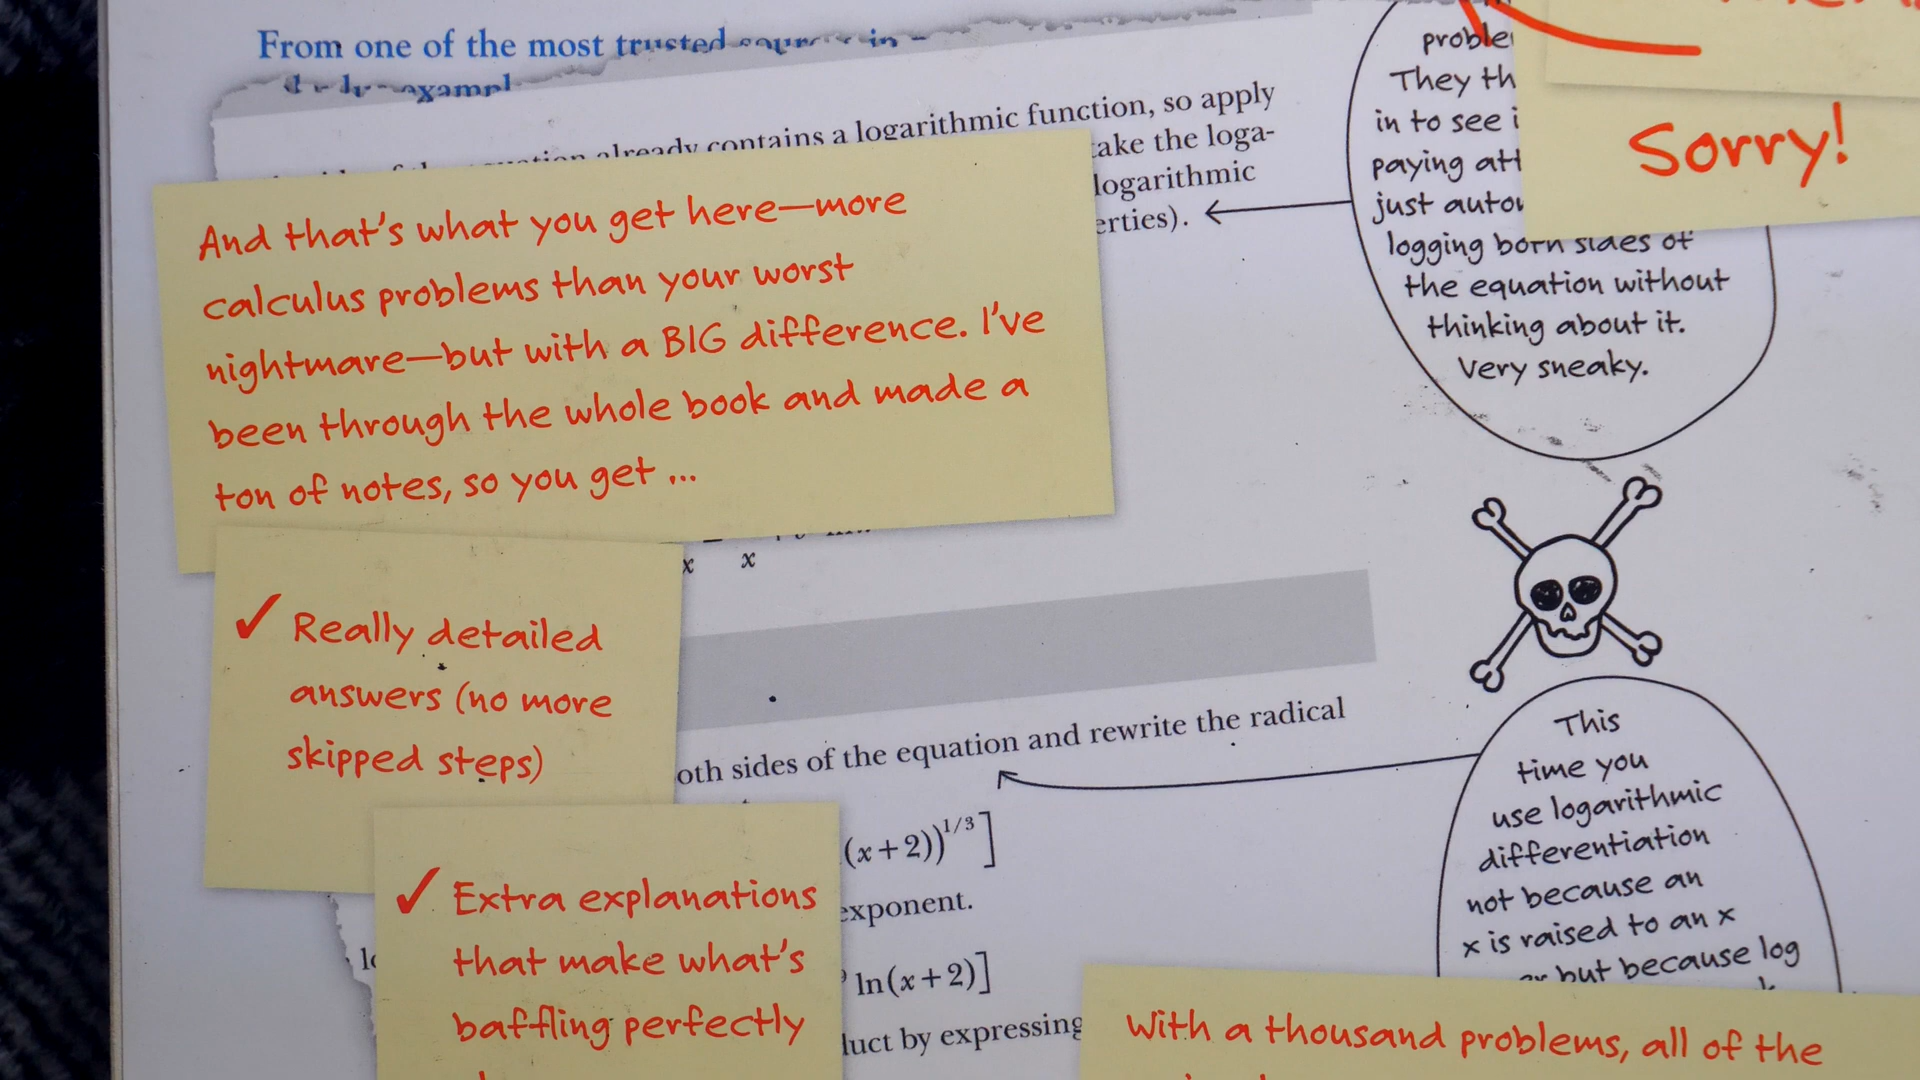 From one of the most trusted
already contains a logarithmic function, so apply
take the loga-
logarithmic
erties).
And that's what you get here—more
calculus problems than your worst
nightmare—but with a BIG difference. I've
been through the whole book and made a
ton of notes, so you get ...
They
in to see
paying
just
logging both sides of
the equation without
thinking about it.
Very sneaky.
Sorry!
x x
✓ Really detailed
answers (no more
skipped steps)
oth sides of the equation and rewrite the radical
(x+2))^{1/3}]
exponent.
ln(x+2)]
luct by expressing
✓ Extra explanations
that make what's
baffling perfectly
This
time you
use logarithmic
differentiation
not because an
x is raised to an x
but because log
With a thousand problems, all of the